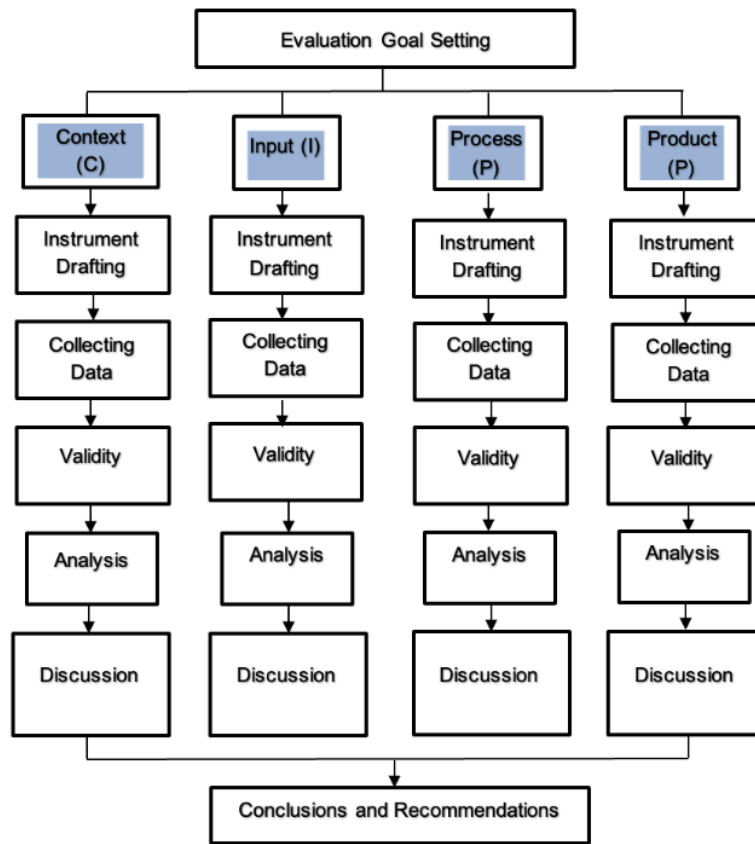 Evaluation Goal Setting
Context
(C)
Input (I)
Process
(P)
Product
(P)
Instrument
Drafting
Instrument
Drafting
Instrument
Drafting
Instrument
Drafting
Collecting
Data
Collecting
Data
Collecting
Data
Collecting
Data
Validity
Validity
Validity
Validity
Analysis
Analysis
Analysis
Analysis
Discussion
Discussion
Discussion
Discussion
Conclusions and Recommendations